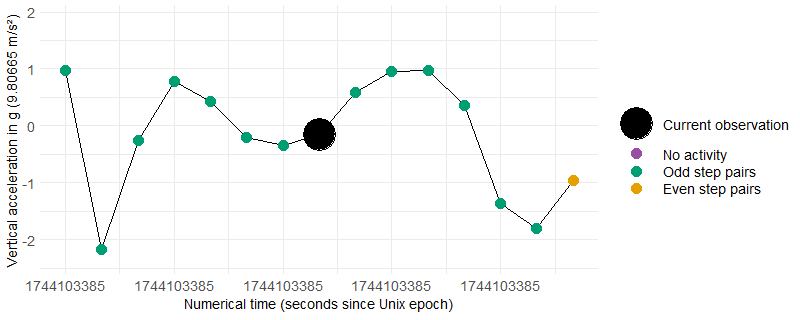 Vertical acceleration in g (9.80665 m/s²)
2
1
0
-1
-2
1744103385 1744103385 1744103385 1744103385 1744103385
Numerical time (seconds since Unix epoch)
Current observation
No activity
Odd step pairs
Even step pairs